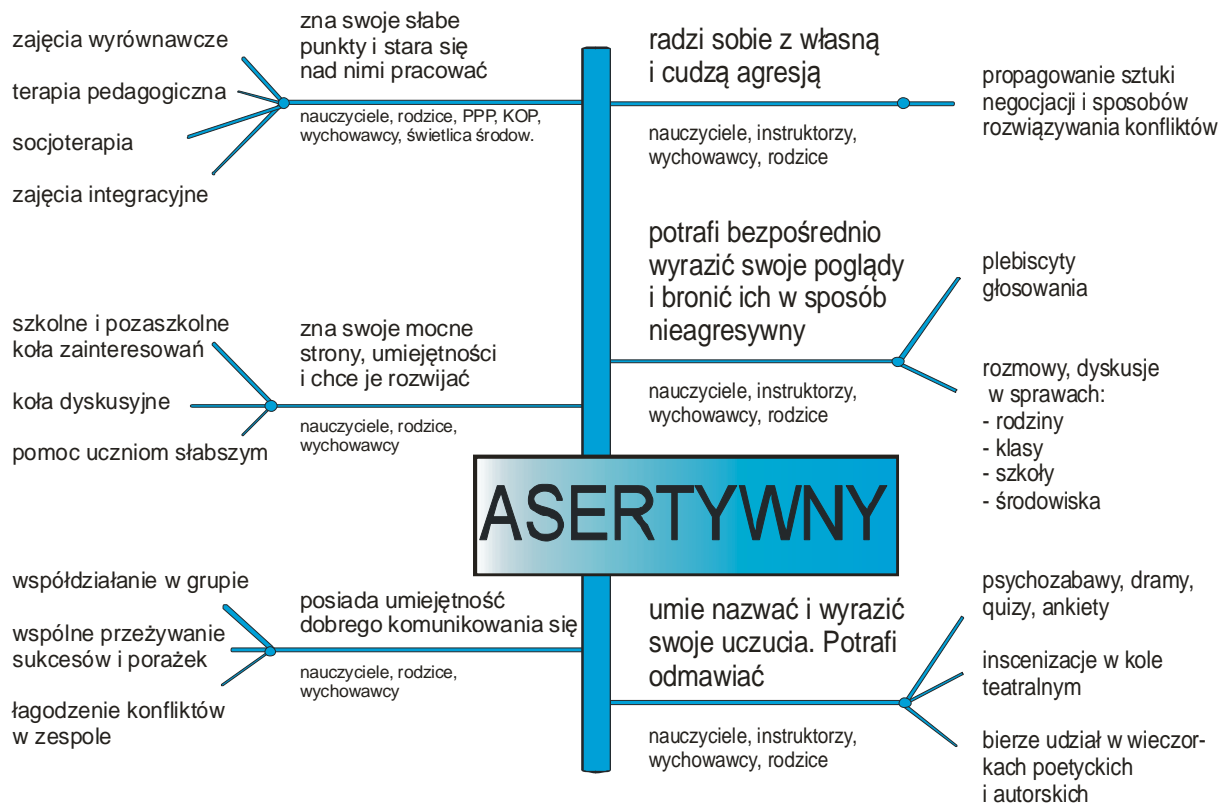 zajęcia wyrównawcze
terapia pedagogiczna
socjoterapia
zajęcia integracyjne
zna swoje słabe
punkty i stara się
nad nimi pracować
nauczyciele, rodzice, PPP, KOP,
wychowawcy, świetlica środow.
radzi sobie z własną
i cudzą agresją
nauczyciele, instruktorzy,
wychowawcy, rodzice
propagowanie sztuki
negocjacji i sposobów
rozwiązywania konfliktów
szkolne i pozaszkolne
koła zainteresowań
koła dyskusyjne
pomoc uczniom słabszym
zna swoje mocne
strony, umiejętności
i chce je rozwijać
nauczyciele, rodzice,
wychowawcy
potrafi bezpośrednio
wyrazić swoje poglądy
i bronić ich w sposób
nieagresywny
nauczyciele, instruktorzy,
wychowawcy, rodzice
plebiscyty
głosowania
rozmowy, dyskusje
w sprawach:
- rodziny
- klasy
- szkoły
- środowiska
ASERTYWNY
współdziałanie w grupie
wspólne przeżywanie
sukcesów i porażek
łagodzenie konfliktów
w zespole
posiada umiejętność
dobrego komunikowania się
nauczyciele, rodzice,
wychowawcy
umie nazwać i wyrazić
swoje uczucia. Potrafi
odmawiać
nauczyciele, instruktorzy,
wychowawcy, rodzice
psychozabawy, dramy,
quizy, ankiety
inscenizacje w kole
teatralnym
bierze udział w wieczor-
kach poetyckich
i autorskich